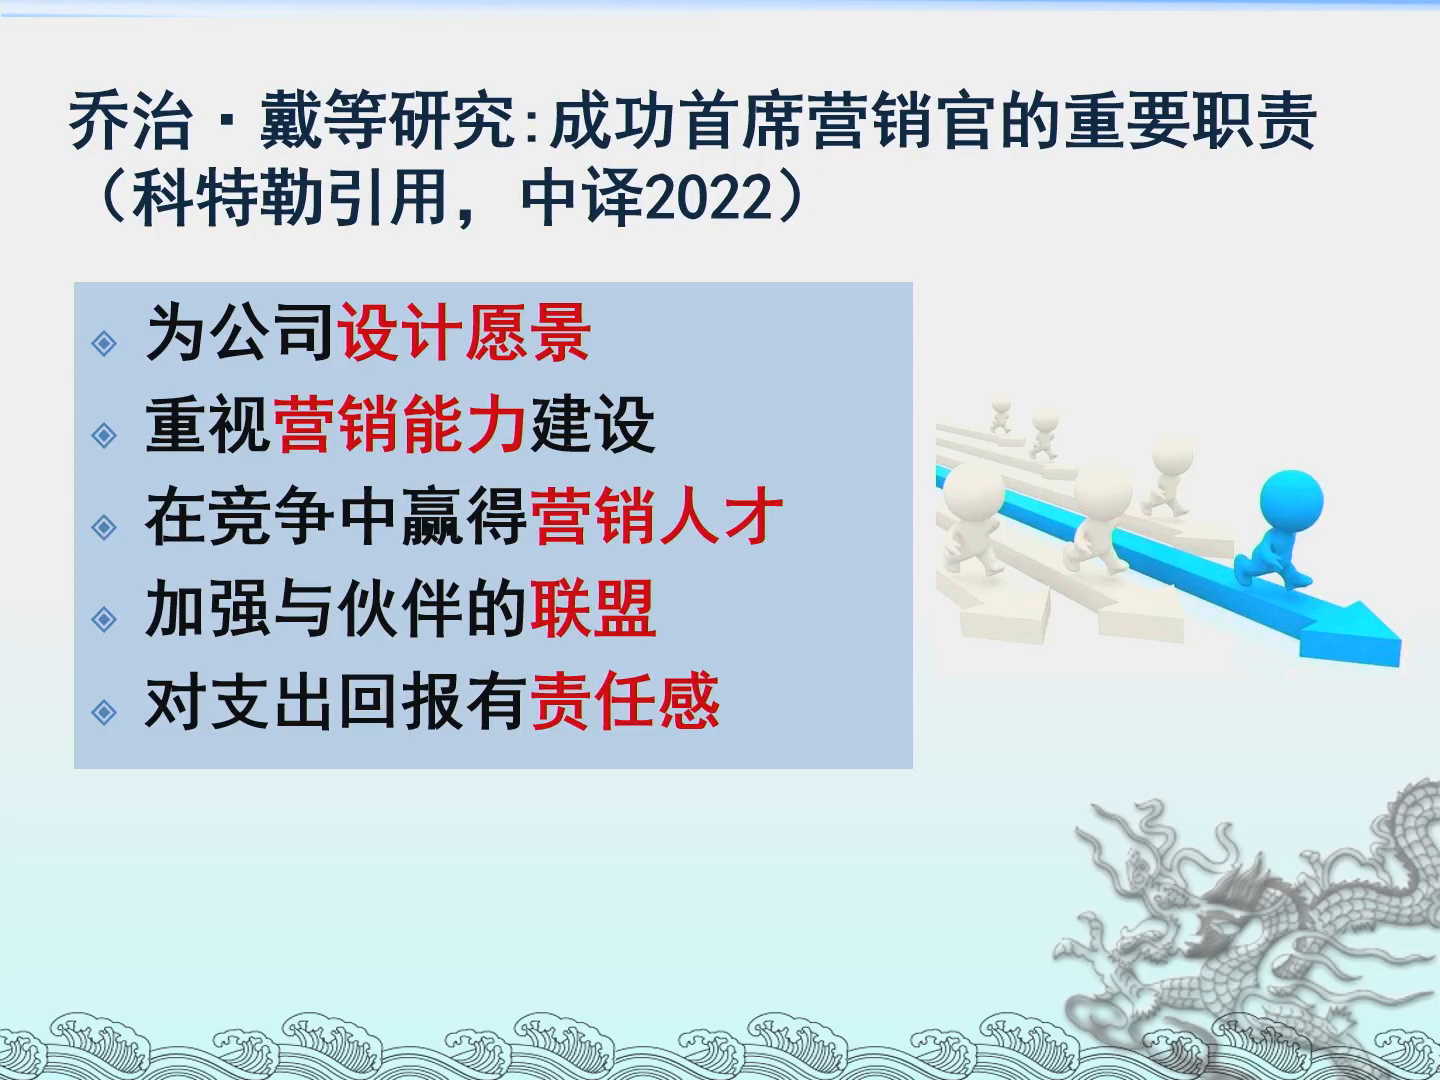 乔治·戴等研究:成功首席营销官的重要职责
（科特勒引用，中译2022）
为公司设计愿景
重视营销能力建设
在竞争中赢得营销人才
加强与伙伴的联盟
对支出回报有责任感